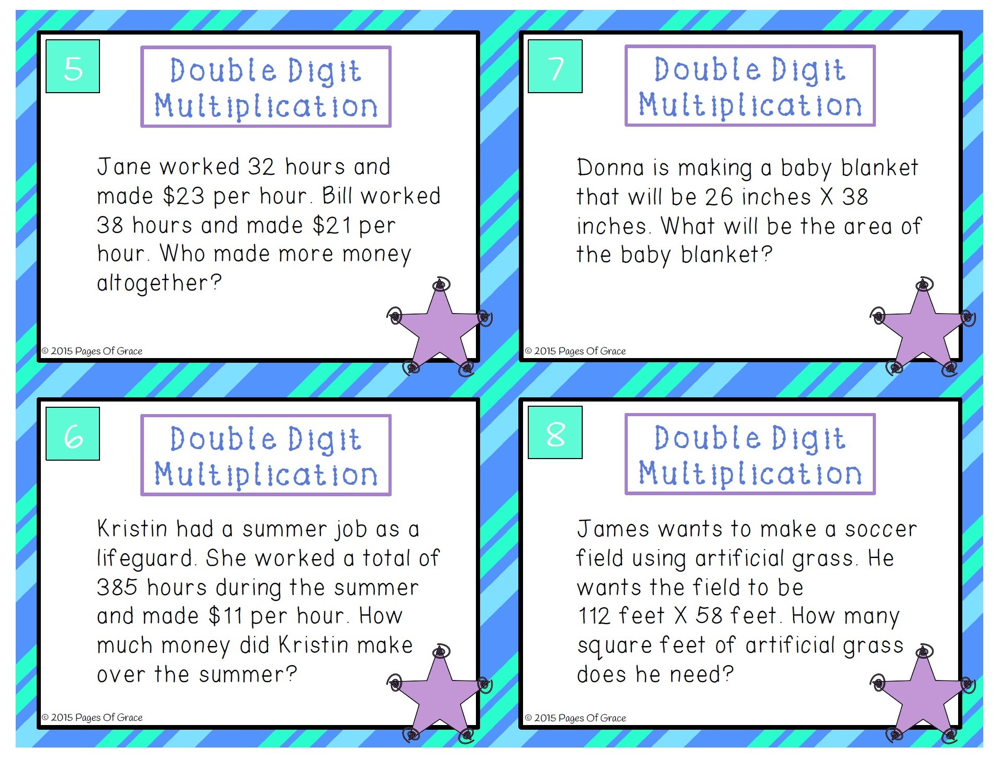 5
Double Digit
Multiplication
Jane worked 32 hours and
made $23 per hour. Bill worked
38 hours and made $21 per
hour. Who made more money
altogether?
© 2015 Pages Of Grace
7
Double Digit
Multiplication
Donna is making a baby blanket
that will be 26 inches X 38
inches. What will be the area of
the baby blanket?
© 2015 Pages Of Grace
6
Double Digit
Multiplication
Kristin had a summer job as a
lifeguard. She worked a total of
385 hours during the summer
and made $11 per hour. How
much money did Kristin make
over the summer?
© 2015 Pages Of Grace
8
Double Digit
Multiplication
James wants to make a soccer
field using artificial grass. He
wants the field to be
112 feet X 58 feet. How many
square feet of artificial grass
does he need?
© 2015 Pages Of Grace